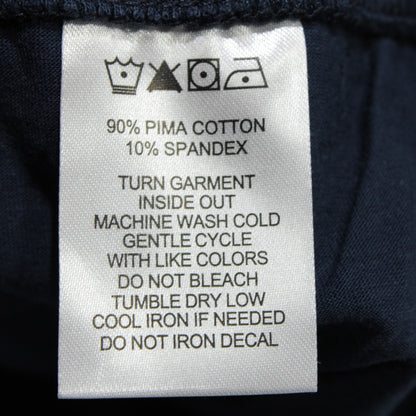 90% PIMA COTTON
10% SPANDEX
TURN GARMENT
INSIDE OUT
MACHINE WASH COLD
GENTLE CYCLE
WITH LIKE COLORS
DO NOT BLEACH
TUMBLE DRY LOW
COOL IRON IF NEEDED
DO NOT IRON DECAL